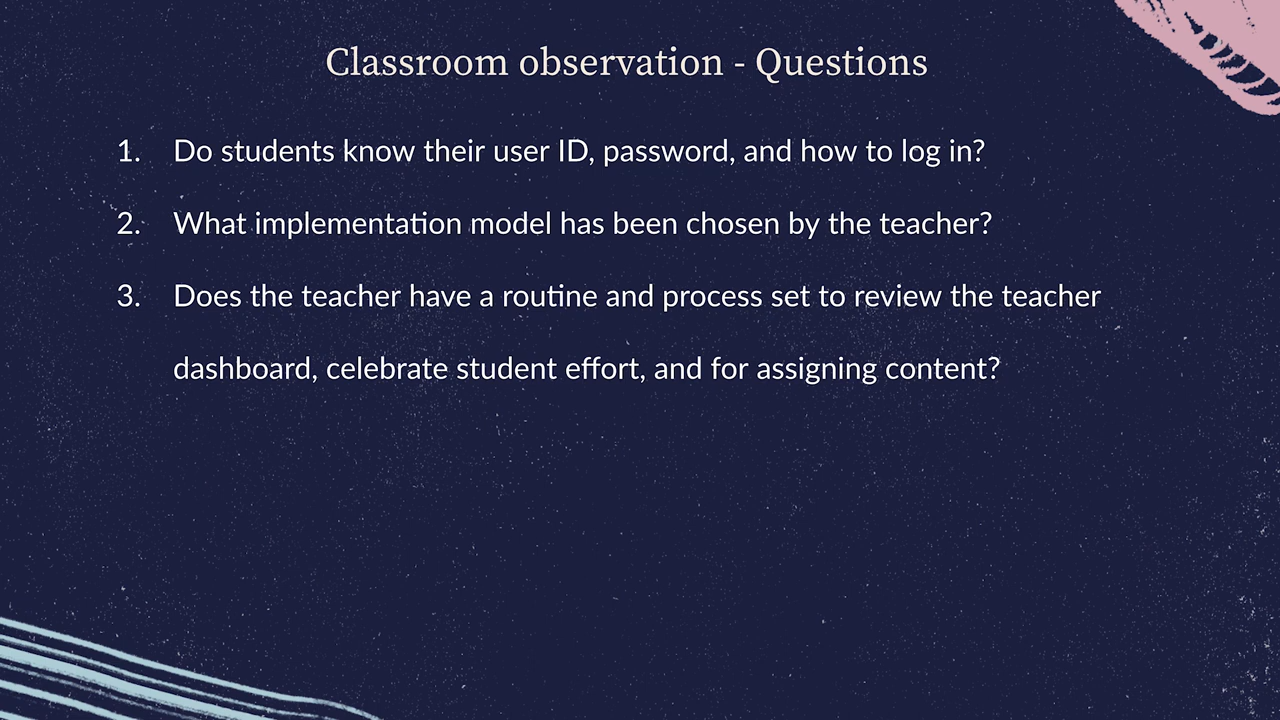 Classroom observation - Questions
1. Do students know their user ID, password, and how to log in?
2. What implementation model has been chosen by the teacher?
3. Does the teacher have a routine and process set to review the teacher
dashboard, celebrate student effort, and for assigning content?